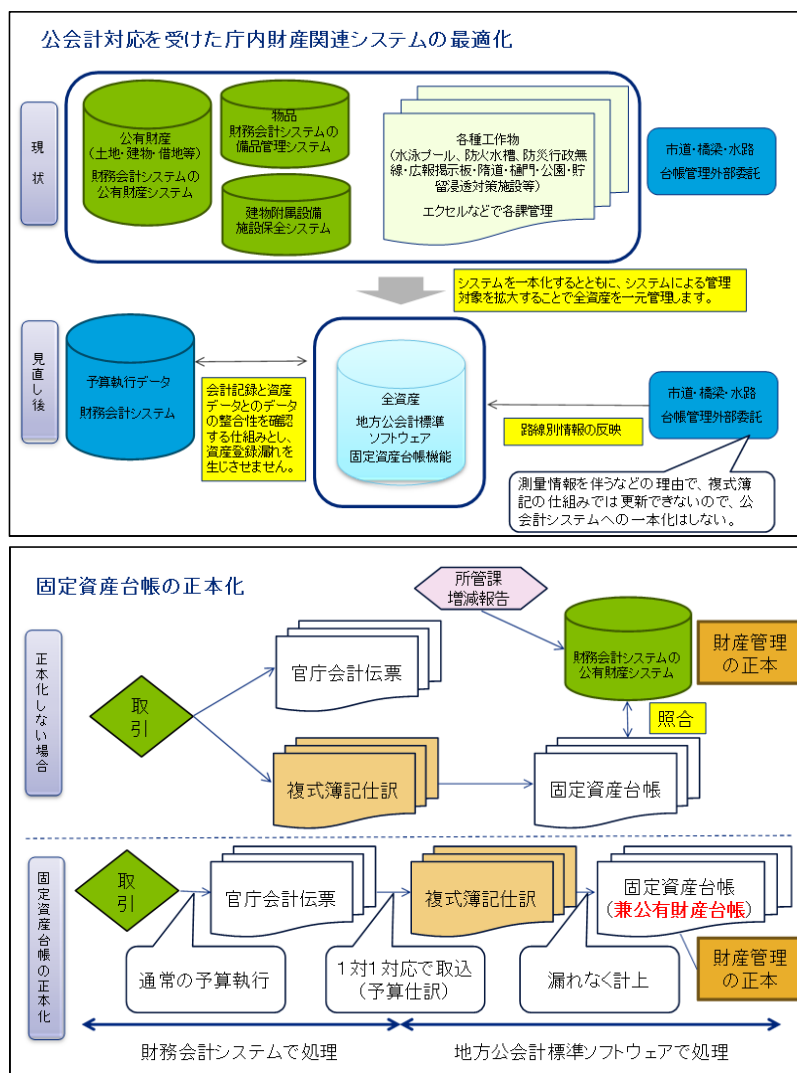 公会計対応を受けた庁内財産関連システムの最適化
現状
公有財産
(土地・建物・借地等)
財務会計システムの
公有財産システム
物品
財務会計システムの
備品管理システム
建物附属設備
施設保全システム
各種工作物
(水泳プール、防火水槽、防災行政無
線・広報掲示板・隋道・樋門・公園・貯
留浸透対策施設等)
エクセルなどで各課管理
市道・橋梁・水路
台帳管理外部委託
システムを一本化するとともに、システムによる管理
対象を拡大することで全資産を一元管理します。
見直し後
予算執行データ
財務会計システム
会計記録と資産
データとのデータ
の整合性を確認
する仕組みとし、
資産登録漏れを
生じさせません。
全資産
地方公会計標準
ソフトウェア
固定資産台帳機能
路線別情報の反映
市道・橋梁・水路
台帳管理外部委託
測量情報を伴うなどの理由で、複式簿
記の仕組みでは更新できないので、公
会計システムへの一本化はしない。
固定資産台帳の正本化
正本化しない場合
取引
官庁会計伝票
複式簿記仕訳
所管課
増減報告
財務会計システムの
公有財産システム
財産管理
の正本
照合
固定資産台帳
固定資産台帳の正本化
取引
官庁会計伝票
複式簿記仕訳
固定資産台帳
(兼公有財産台帳)
通常の予算執行
1対1対応で取込
(予算仕訳)
漏れなく計上
財産管理
の正本
財務会計システムで処理
地方公会計標準ソフトウェアで処理